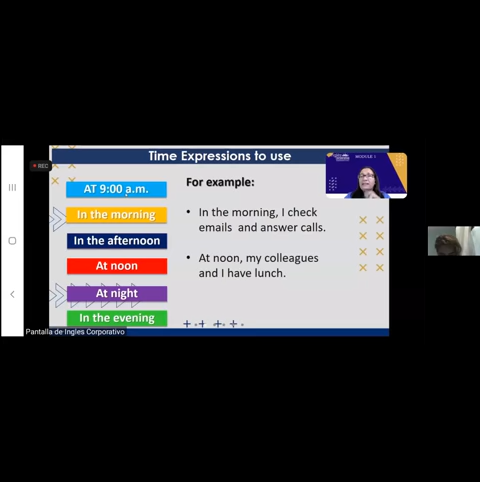 Time Expressions to use
MODULE 1
REC
AT 9:00 a.m.
In the morning
In the afternoon
At noon
At night
In the evening
For example:
• In the morning, I check
emails and answer calls.
• At noon, my colleagues
and I have lunch.
Pantalla de Ingles Corporativo